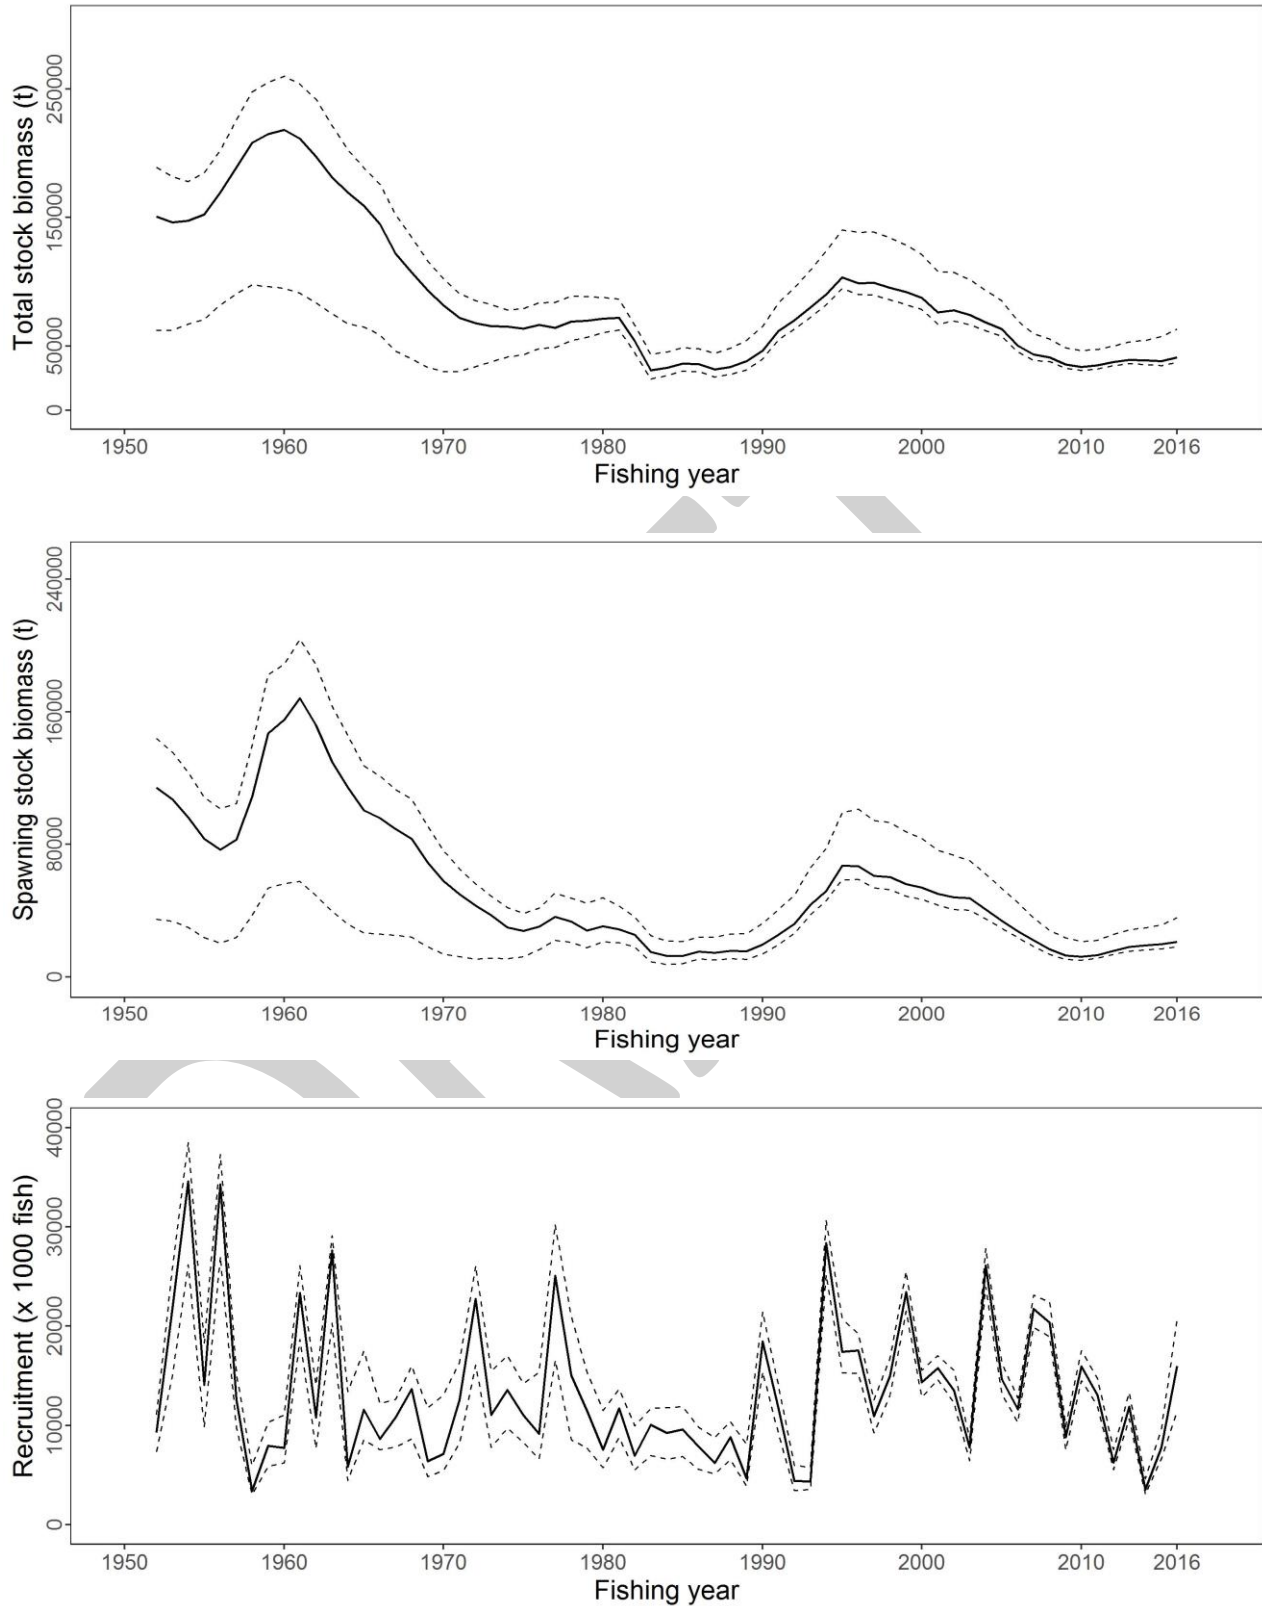 Total stock biomass (t)
250000
150000
50000
0
1950 1960 1970 1980 1990 2000 2010 2016
Fishing year
Spawning stock biomass (t)
240000
160000
80000
0
1950 1960 1970 1980 1990 2000 2010 2016
Fishing year
Recruitment (x 1000 fish)
40000
30000
20000
10000
0
1950 1960 1970 1980 1990 2000 2010 2016
Fishing year